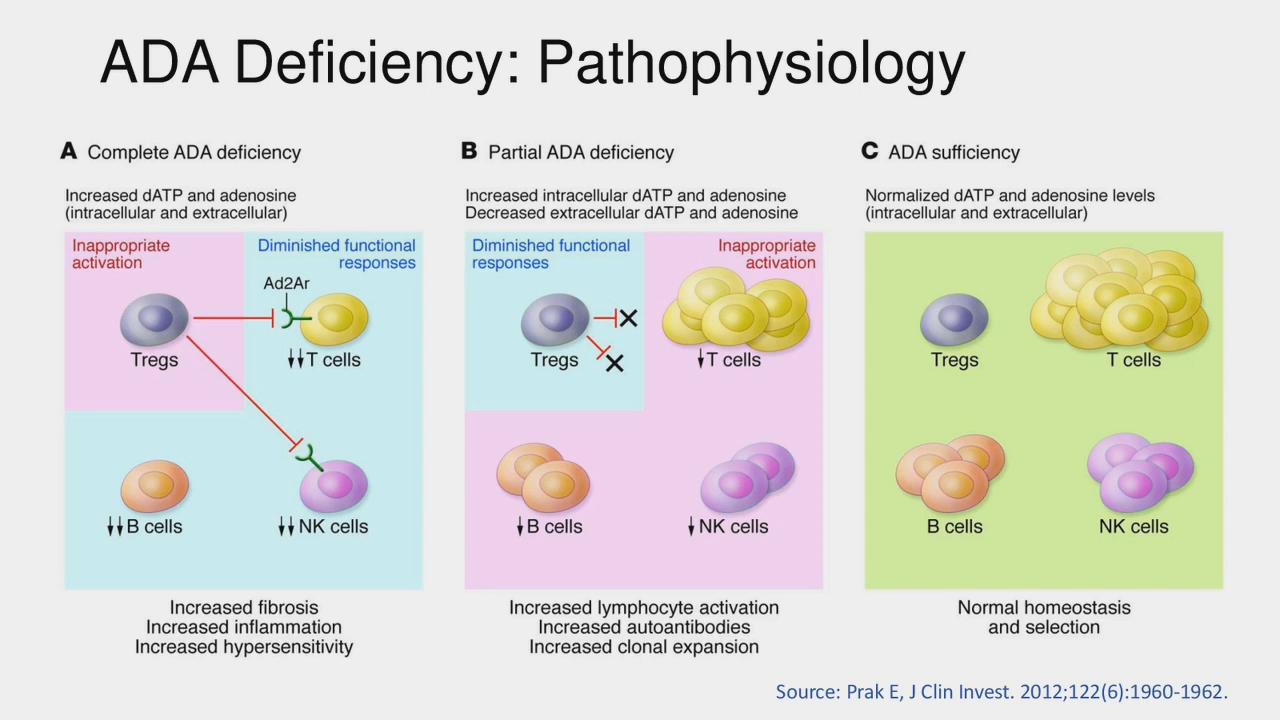 ADA Deficiency: Pathophysiology
A Complete ADA deficiency
Increased dATP and adenosine
(intracellular and extracellular)
Inappropriate
activation
Diminished functional
responses
Ad2Ar
Tregs
↓↓T cells
↓↓B cells
↓↓NK cells
Increased fibrosis
Increased inflammation
Increased hypersensitivity
B Partial ADA deficiency
Increased intracellular dATP and adenosine
Decreased extracellular dATP and adenosine
Diminished functional
responses
Inappropriate
activation
Tregs
↓T cells
↓B cells
↓NK cells
Increased lymphocyte activation
Increased autoantibodies
Increased clonal expansion
C ADA sufficiency
Normalized dATP and adenosine levels
(intracellular and extracellular)
Tregs
T cells
B cells
NK cells
Normal homeostasis
and selection
Source: Prak E, J Clin Invest. 2012;122(6):1960-1962.